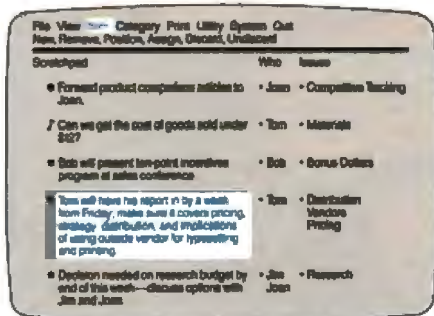 File View Item Category Print Utility System Quit
New, Remove, Position, Assign, Discard, Undiscard
Scratchpad Who Issues
Forward product comparison articles to • Joan • Competitive Tracking
Joan.
♪ Can we get the cost of goods sold under • Tom • Materials
$12?
Bob will present ten-point incentives • Bob • Bonus Dollars
program at sales conference.
Tom will have his report in by a week • Tom • Distribution
from Friday, make sure it covers pricing, Vendors
strategy, distribution, and implications Pricing
of using outside vendor for typesetting
and printing.
Decision needed on research budget by • Jim • Research
end of this week—discuss options with Joan
Jim and Joan.